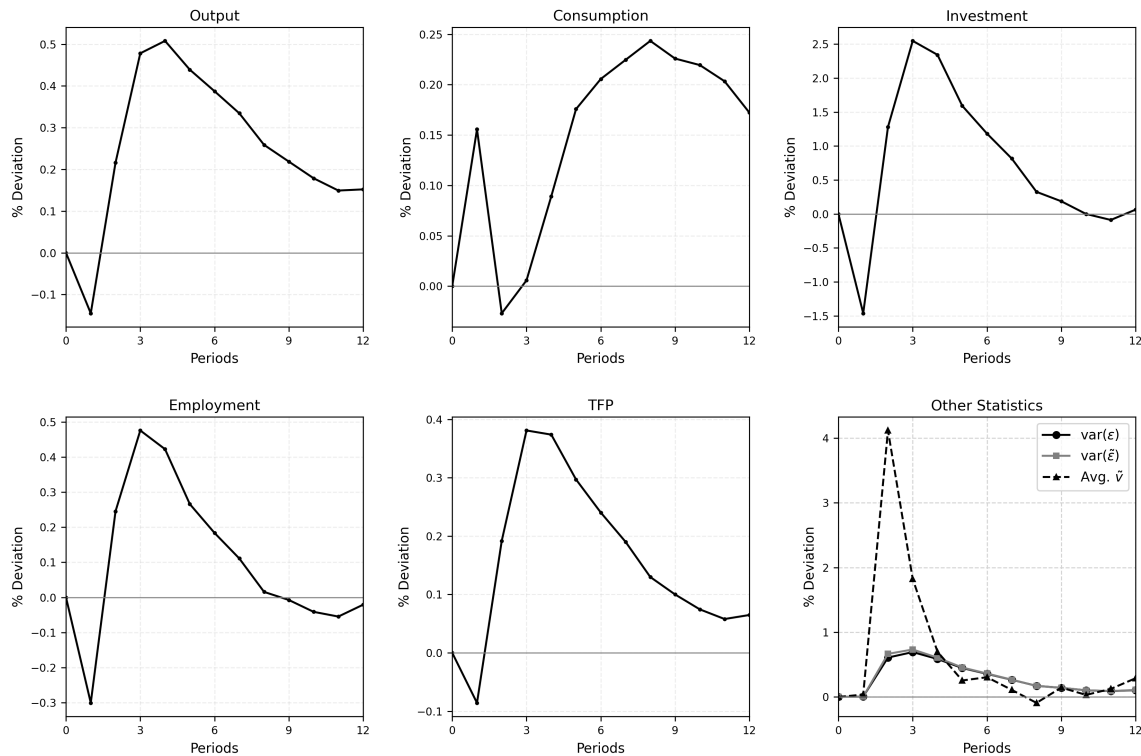 Output
% Deviation
0.5
0.4
0.3
0.2
0.1
0.0
−0.1
0 3 6 9 12
Periods
Consumption
% Deviation
0.25
0.20
0.15
0.10
0.05
0.00
0 3 6 9 12
Periods
Investment
% Deviation
2.5
2.0
1.5
1.0
0.5
0.0
−0.5
−1.0
−1.5
0 3 6 9 12
Periods
Employment
% Deviation
0.5
0.4
0.3
0.2
0.1
0.0
−0.1
−0.2
−0.3
0 3 6 9 12
Periods
TFP
% Deviation
0.4
0.3
0.2
0.1
0.0
−0.1
0 3 6 9 12
Periods
Other Statistics
% Deviation
4
3
2
1
0
var(ε)
var(ε̃)
Avg. ṽ
0 3 6 9 12
Periods